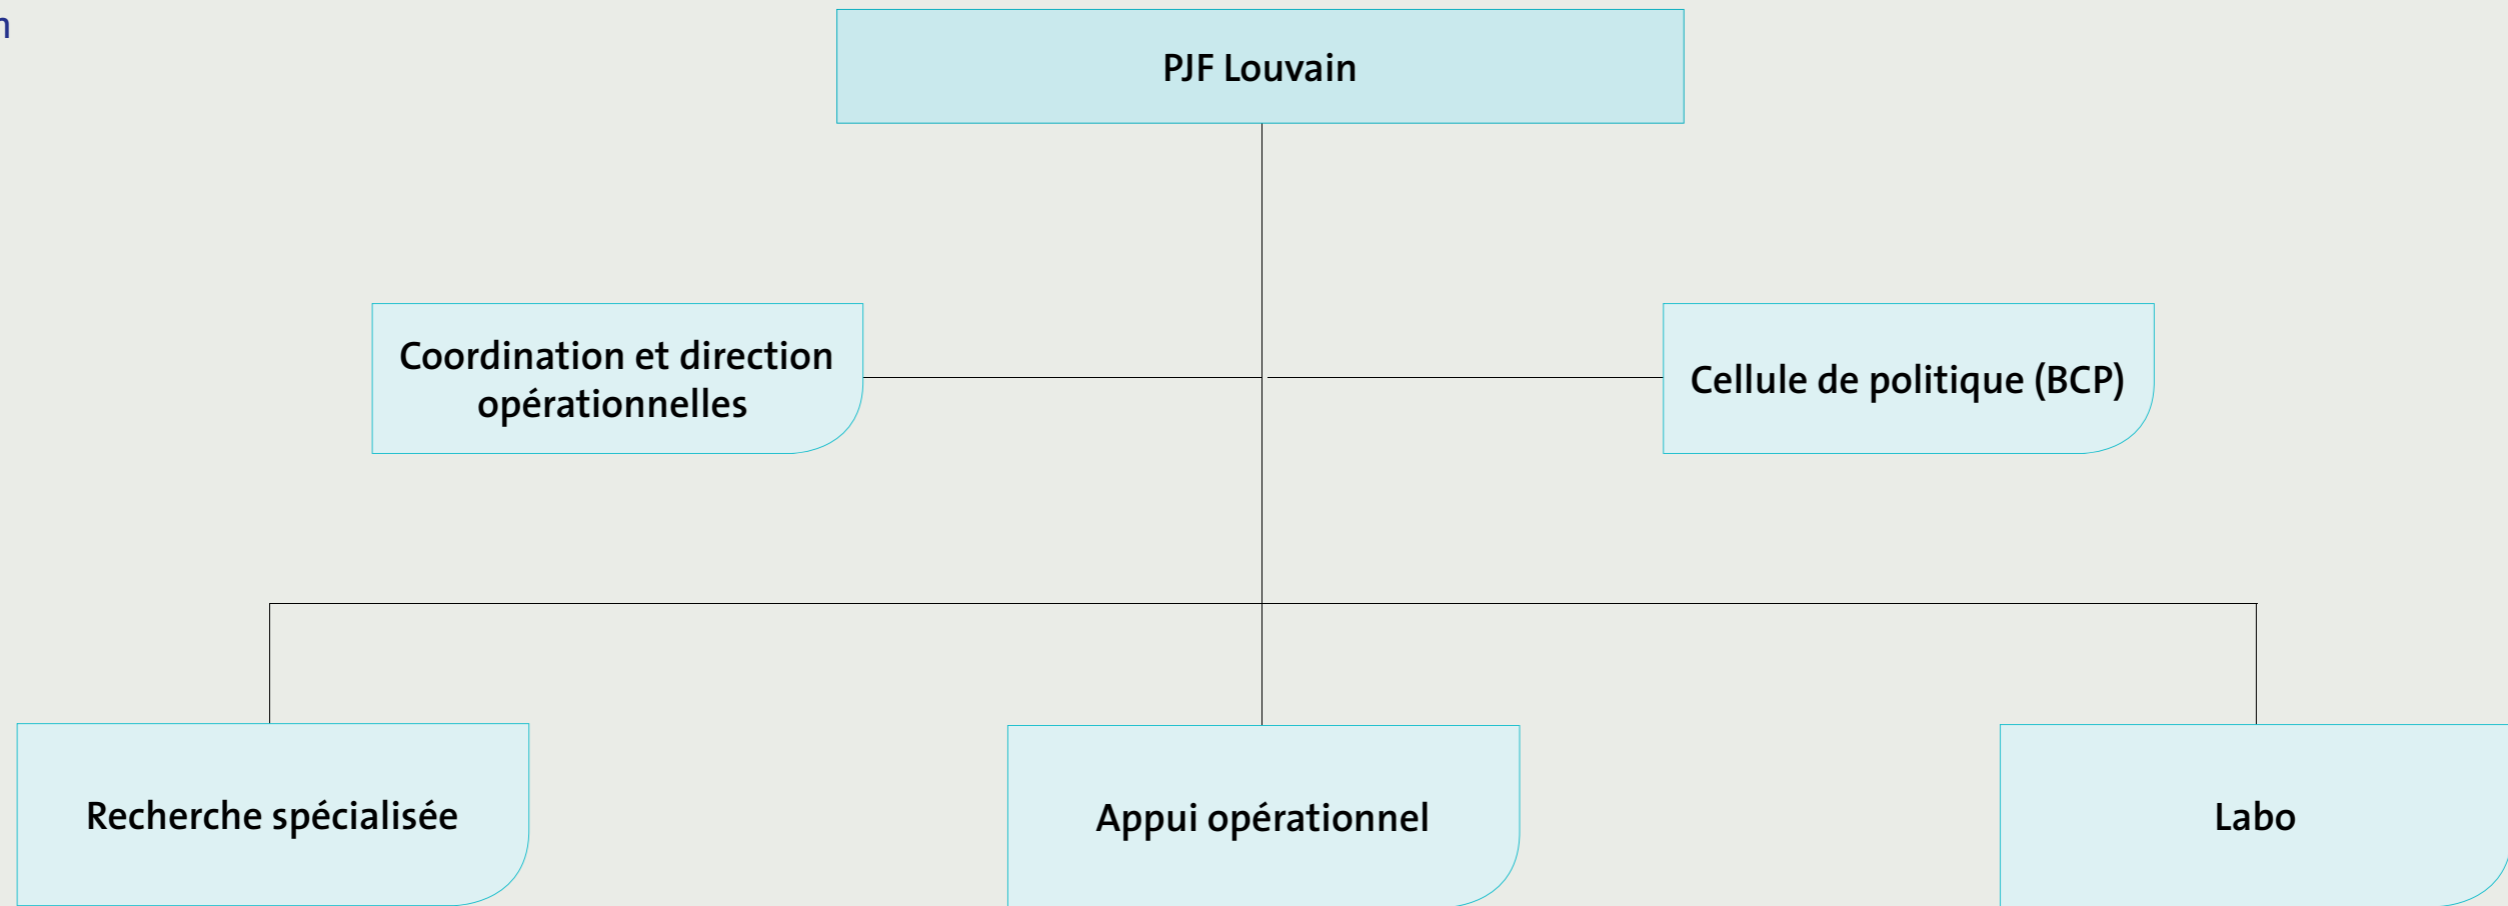 PJF Louvain
Coordination et direction
opérationnelles
Cellule de politique (BCP)
Recherche spécialisée
Appui opérationnel
Labo